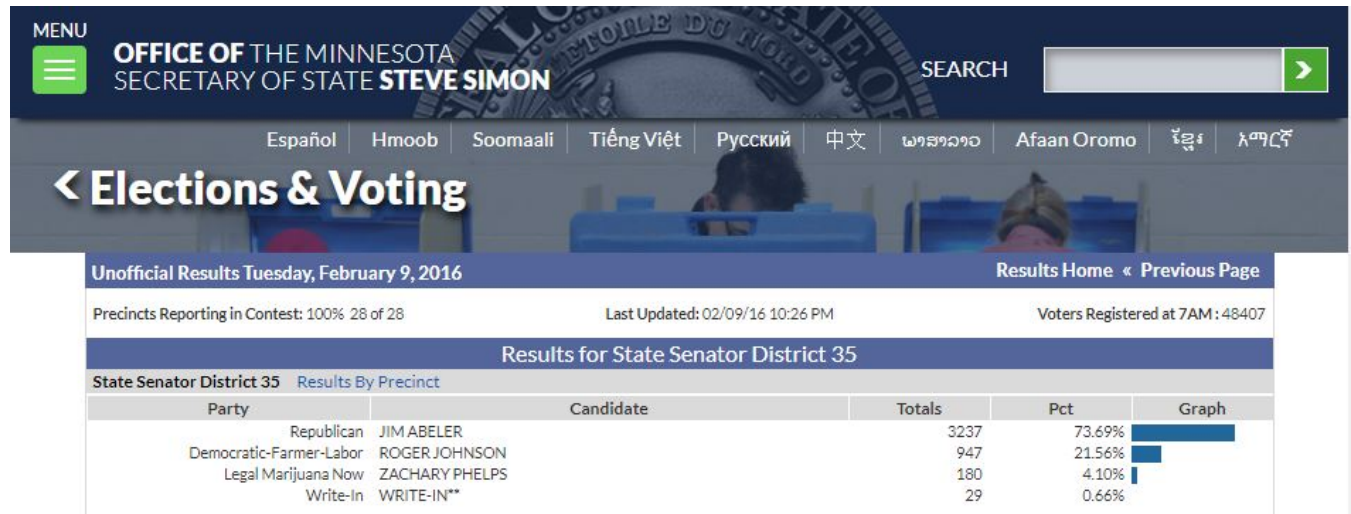 MENU
OFFICE OF THE MINNESOTA
SECRETARY OF STATE STEVE SIMON
SEARCH
Español Hmoob Soomaali Tiếng Việt Русский 中文 ພາສາລາວ Afaan Oromo ខ្មែរ አማርኛ
< Elections & Voting
Unofficial Results Tuesday, February 9, 2016 Results Home « Previous Page
Precincts Reporting in Contest: 100% 28 of 28 Last Updated: 02/09/16 10:26 PM Voters Registered at 7AM : 48407
Results for State Senator District 35
State Senator District 35 Results By Precinct
Party Candidate Totals Pct Graph
Republican JIM ABELER 3237 73.69%
Democratic-Farmer-Labor ROGER JOHNSON 947 21.56%
Legal Marijuana Now ZACHARY PHELPS 180 4.10%
Write-In WRITE-IN** 29 0.66%